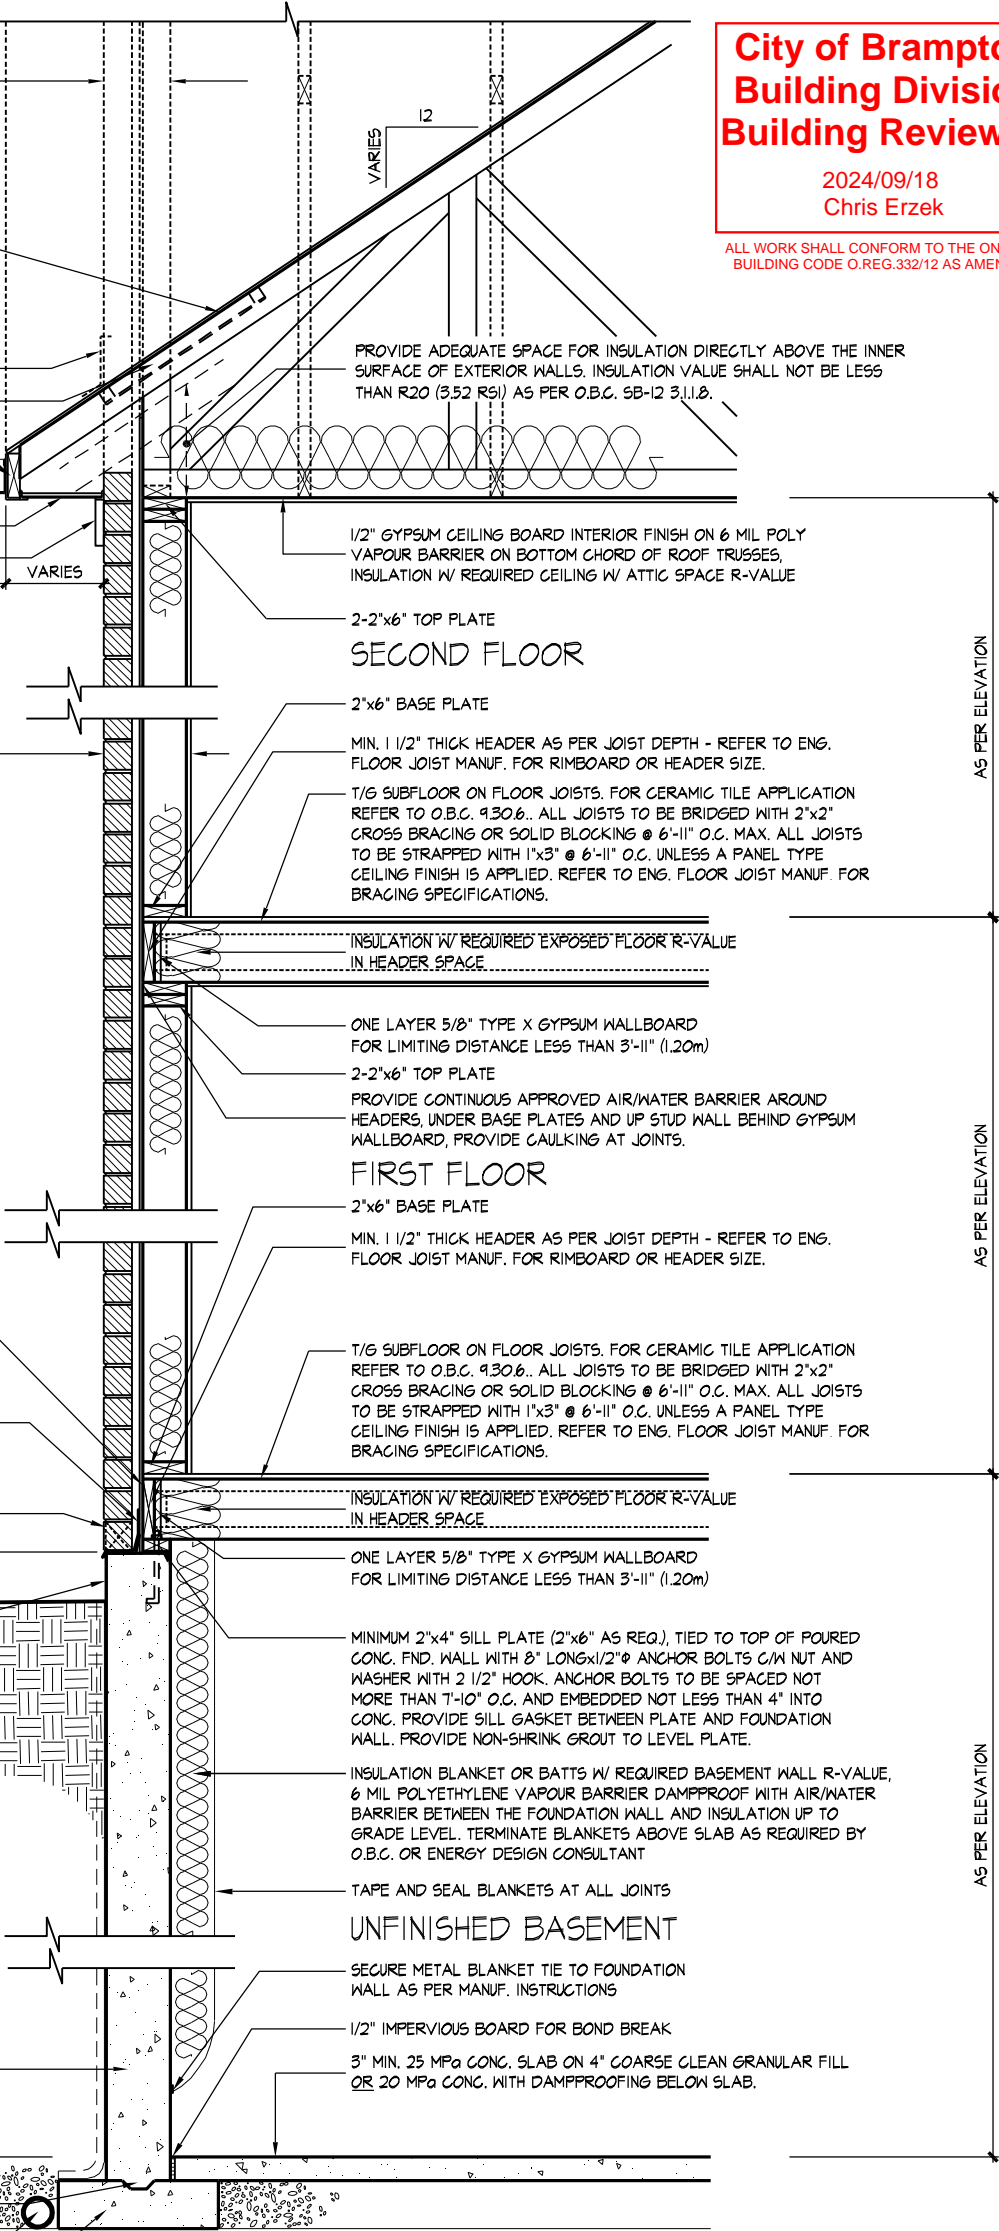 City of Brampto
Building Divisio
Building Review
2024/09/18
Chris Erzek
ALL WORK SHALL CONFORM TO THE ON
BUILDING CODE O.REG.332/12 AS AMEN
12
VARIES
PROVIDE ADEQUATE SPACE FOR INSULATION DIRECTLY ABOVE THE INNER
SURFACE OF EXTERIOR WALLS. INSULATION VALUE SHALL NOT BE LESS
THAN R20 (3.52 RSI) AS PER O.B.C. SB-12 3.1.1.8.
1/2" GYPSUM CEILING BOARD INTERIOR FINISH ON 6 MIL POLY
VAPOUR BARRIER ON BOTTOM CHORD OF ROOF TRUSSES,
INSULATION W/ REQUIRED CEILING W/ ATTIC SPACE R-VALUE
VARIES
2-2"x6" TOP PLATE
SECOND FLOOR
AS PER ELEVATION
2"x6" BASE PLATE
MIN. 1 1/2" THICK HEADER AS PER JOIST DEPTH - REFER TO ENG.
FLOOR JOIST MANUF. FOR RIMBOARD OR HEADER SIZE.
T/G SUBFLOOR ON FLOOR JOISTS. FOR CERAMIC TILE APPLICATION
REFER TO O.B.C. 9.30.6.. ALL JOISTS TO BE BRIDGED WITH 2"x2"
CROSS BRACING OR SOLID BLOCKING @ 6'-11" O.C. MAX. ALL JOISTS
TO BE STRAPPED WITH 1"x3" @ 6'-11" O.C. UNLESS A PANEL TYPE
CEILING FINISH IS APPLIED. REFER TO ENG. FLOOR JOIST MANUF. FOR
BRACING SPECIFICATIONS.
INSULATION W/ REQUIRED EXPOSED FLOOR R-VALUE
IN HEADER SPACE
ONE LAYER 5/8" TYPE X GYPSUM WALLBOARD
FOR LIMITING DISTANCE LESS THAN 3'-11" (1.20m)
2-2"x6" TOP PLATE
PROVIDE CONTINUOUS APPROVED AIR/WATER BARRIER AROUND
HEADERS, UNDER BASE PLATES AND UP STUD WALL BEHIND GYPSUM
WALLBOARD, PROVIDE CAULKING AT JOINTS.
FIRST FLOOR
AS PER ELEVATION
2"x6" BASE PLATE
MIN. 1 1/2" THICK HEADER AS PER JOIST DEPTH - REFER TO ENG.
FLOOR JOIST MANUF. FOR RIMBOARD OR HEADER SIZE.
T/G SUBFLOOR ON FLOOR JOISTS. FOR CERAMIC TILE APPLICATION
REFER TO O.B.C. 9.30.6.. ALL JOISTS TO BE BRIDGED WITH 2"x2"
CROSS BRACING OR SOLID BLOCKING @ 6'-11" O.C. MAX. ALL JOISTS
TO BE STRAPPED WITH 1"x3" @ 6'-11" O.C. UNLESS A PANEL TYPE
CEILING FINISH IS APPLIED. REFER TO ENG. FLOOR JOIST MANUF. FOR
BRACING SPECIFICATIONS.
INSULATION W/ REQUIRED EXPOSED FLOOR R-VALUE
IN HEADER SPACE
ONE LAYER 5/8" TYPE X GYPSUM WALLBOARD
FOR LIMITING DISTANCE LESS THAN 3'-11" (1.20m)
MINIMUM 2"x4" SILL PLATE (2"x6" AS REQ.), TIED TO TOP OF POURED
CONC. FND. WALL WITH 8" LONGx1/2"ϕ ANCHOR BOLTS C/W NUT AND
WASHER WITH 2 1/2" HOOK. ANCHOR BOLTS TO BE SPACED NOT
MORE THAN 7'-10" O.C. AND EMBEDDED NOT LESS THAN 4" INTO
CONC. PROVIDE SILL GASKET BETWEEN PLATE AND FOUNDATION
WALL. PROVIDE NON-SHRINK GROUT TO LEVEL PLATE.
INSULATION BLANKET OR BATTS W/ REQUIRED BASEMENT WALL R-VALUE,
6 MIL POLYETHYLENE VAPOUR BARRIER DAMPPROOF WITH AIR/WATER
BARRIER BETWEEN THE FOUNDATION WALL AND INSULATION UP TO
GRADE LEVEL. TERMINATE BLANKETS ABOVE SLAB AS REQUIRED BY
O.B.C. OR ENERGY DESIGN CONSULTANT
AS PER ELEVATION
TAPE AND SEAL BLANKETS AT ALL JOINTS
UNFINISHED BASEMENT
SECURE METAL BLANKET TIE TO FOUNDATION
WALL AS PER MANUF. INSTRUCTIONS
1/2" IMPERVIOUS BOARD FOR BOND BREAK
3" MIN. 25 MPa CONC. SLAB ON 4" COARSE CLEAN GRANULAR FILL
OR 20 MPa CONC. WITH DAMPPROOFING BELOW SLAB.